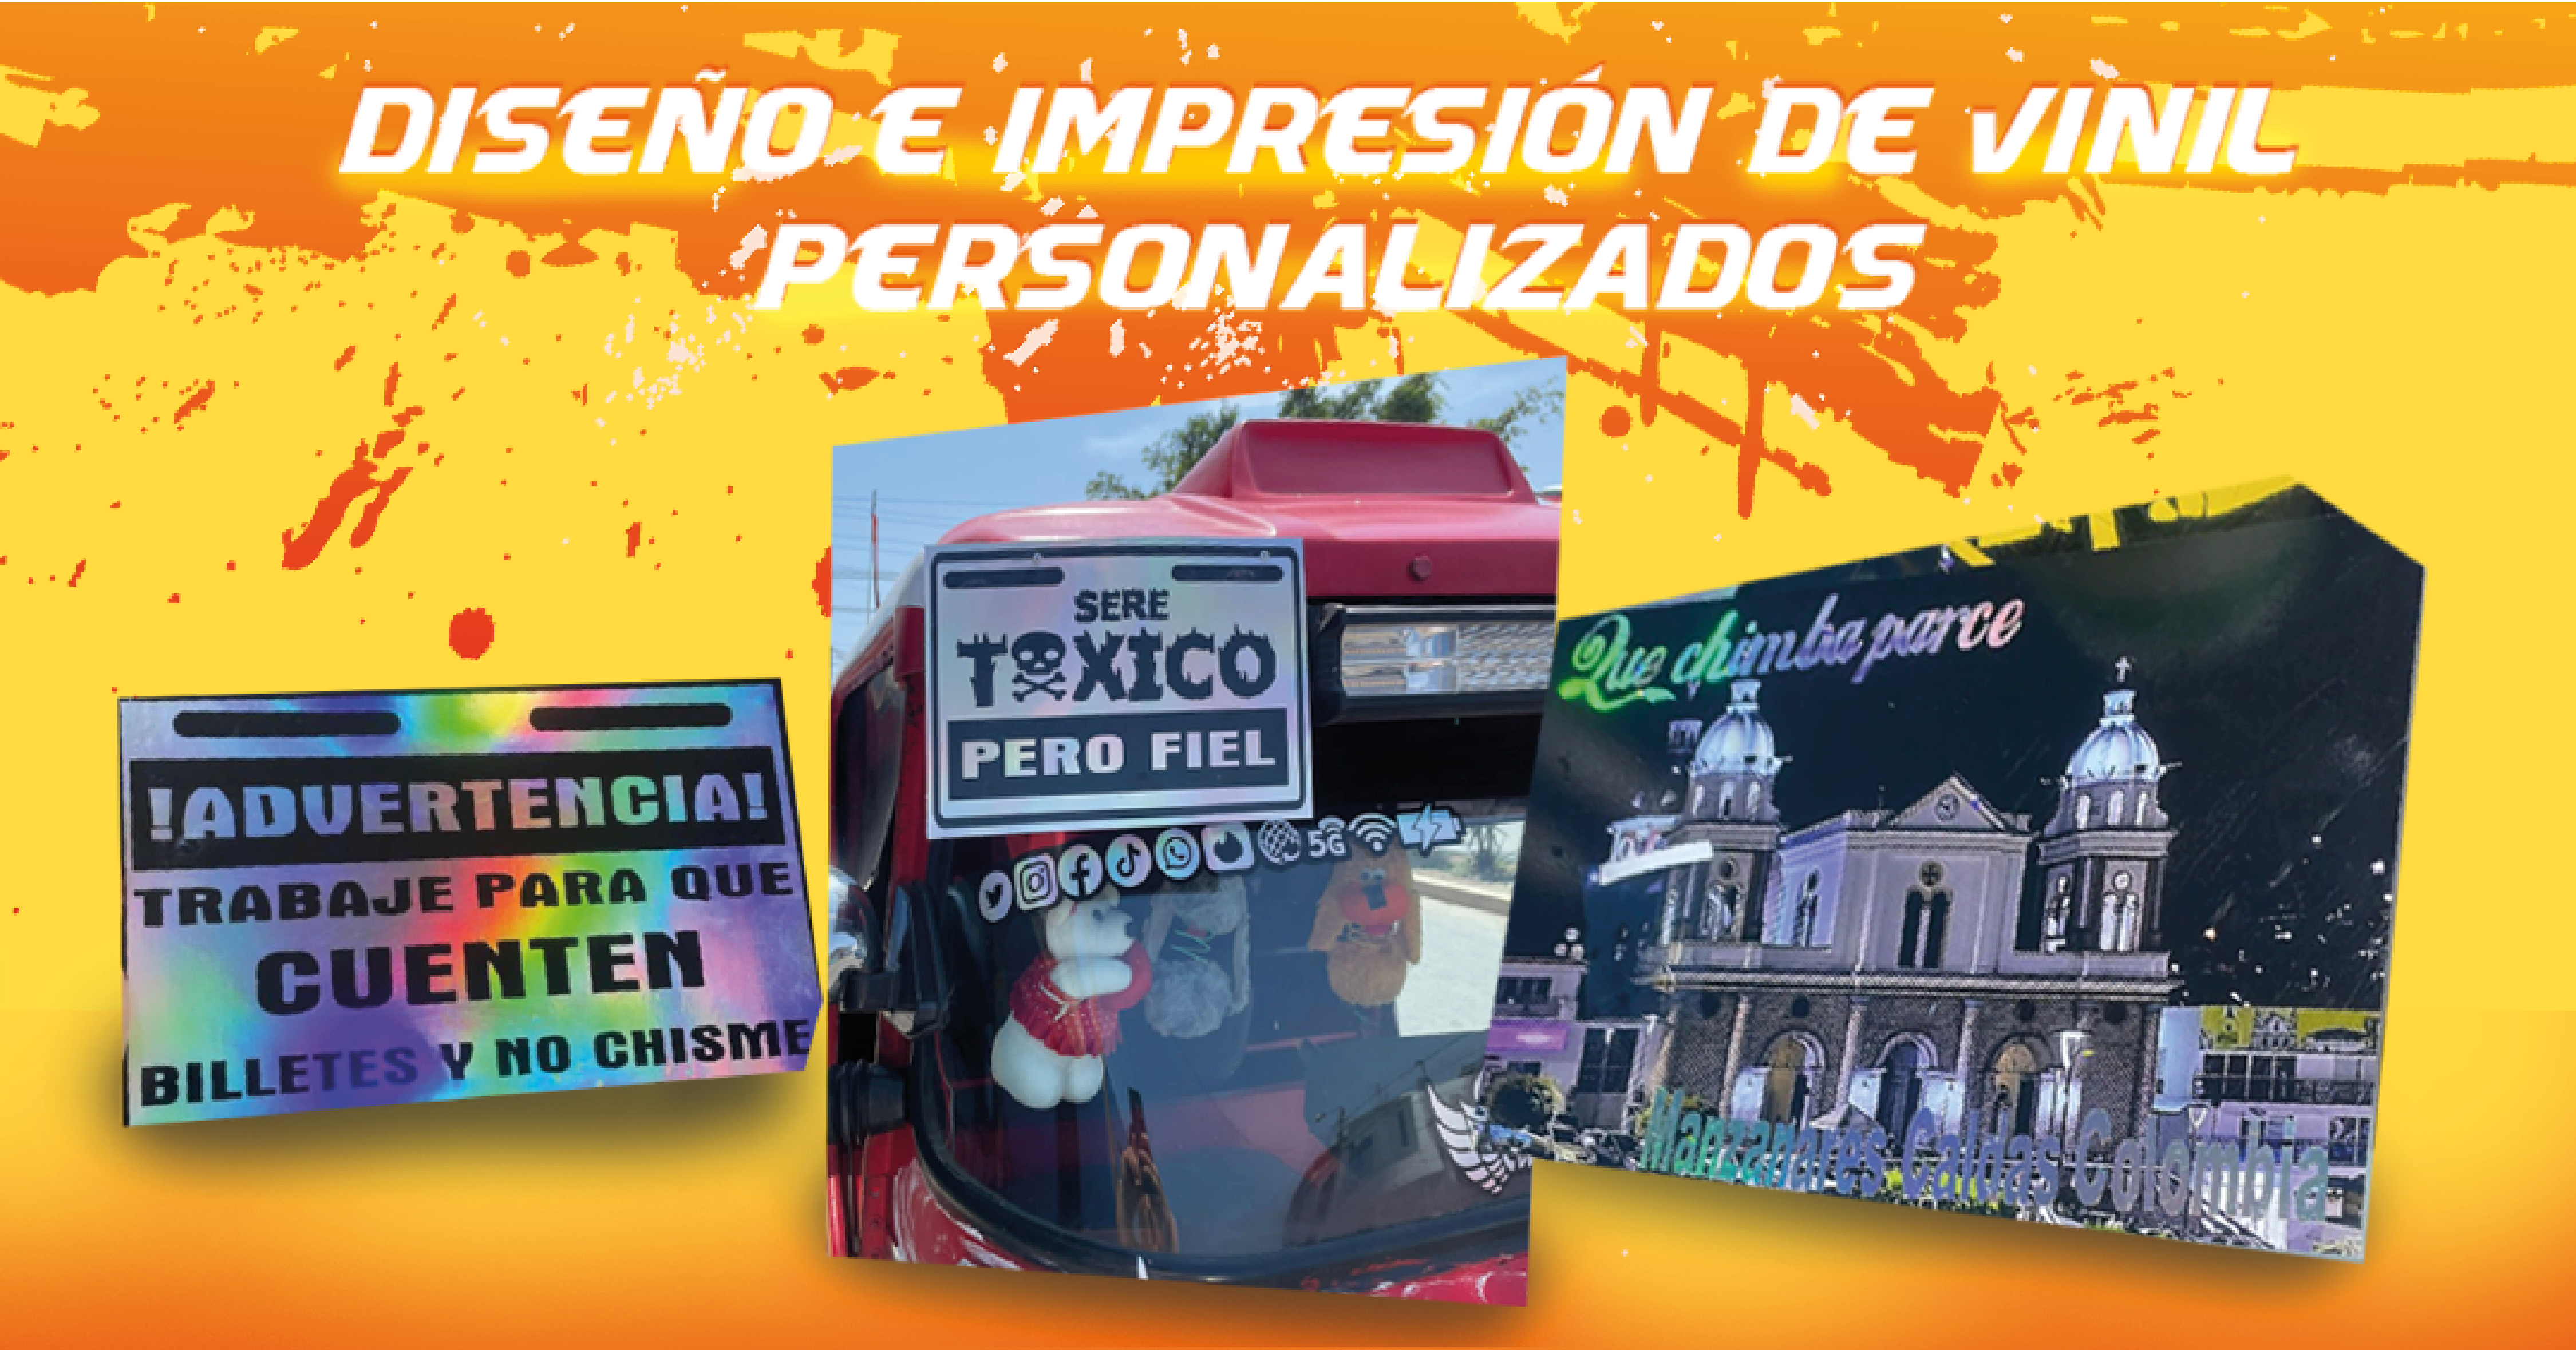 DISEÑO E IMPRESIÓN DE VINIL
PERSONALIZADOS
!ADVERTENCIA!
TRABAJE PARA QUE
CUENTEN
BILLETES Y NO CHISME
SERE
TOXICO
PERO FIEL
5G
Que chimba parce
Manzanares Caldas Colombia